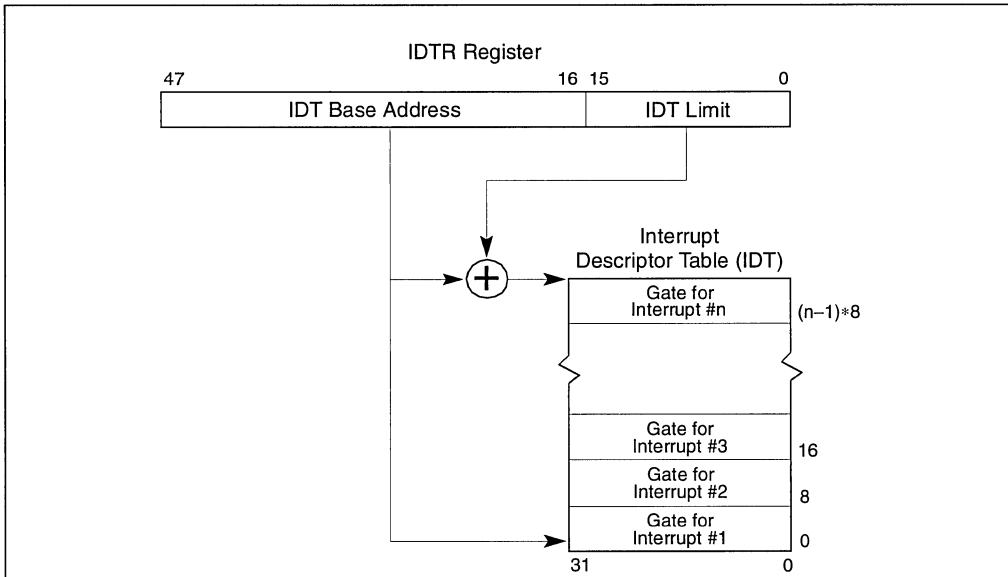 IDTR Register
47 16 15 0
IDT Base Address IDT Limit
Interrupt
Descriptor Table (IDT)
Gate for
Interrupt #n
(n–1)∗8
Gate for
Interrupt #3
16
Gate for
Interrupt #2
8
Gate for
Interrupt #1
0
31 0